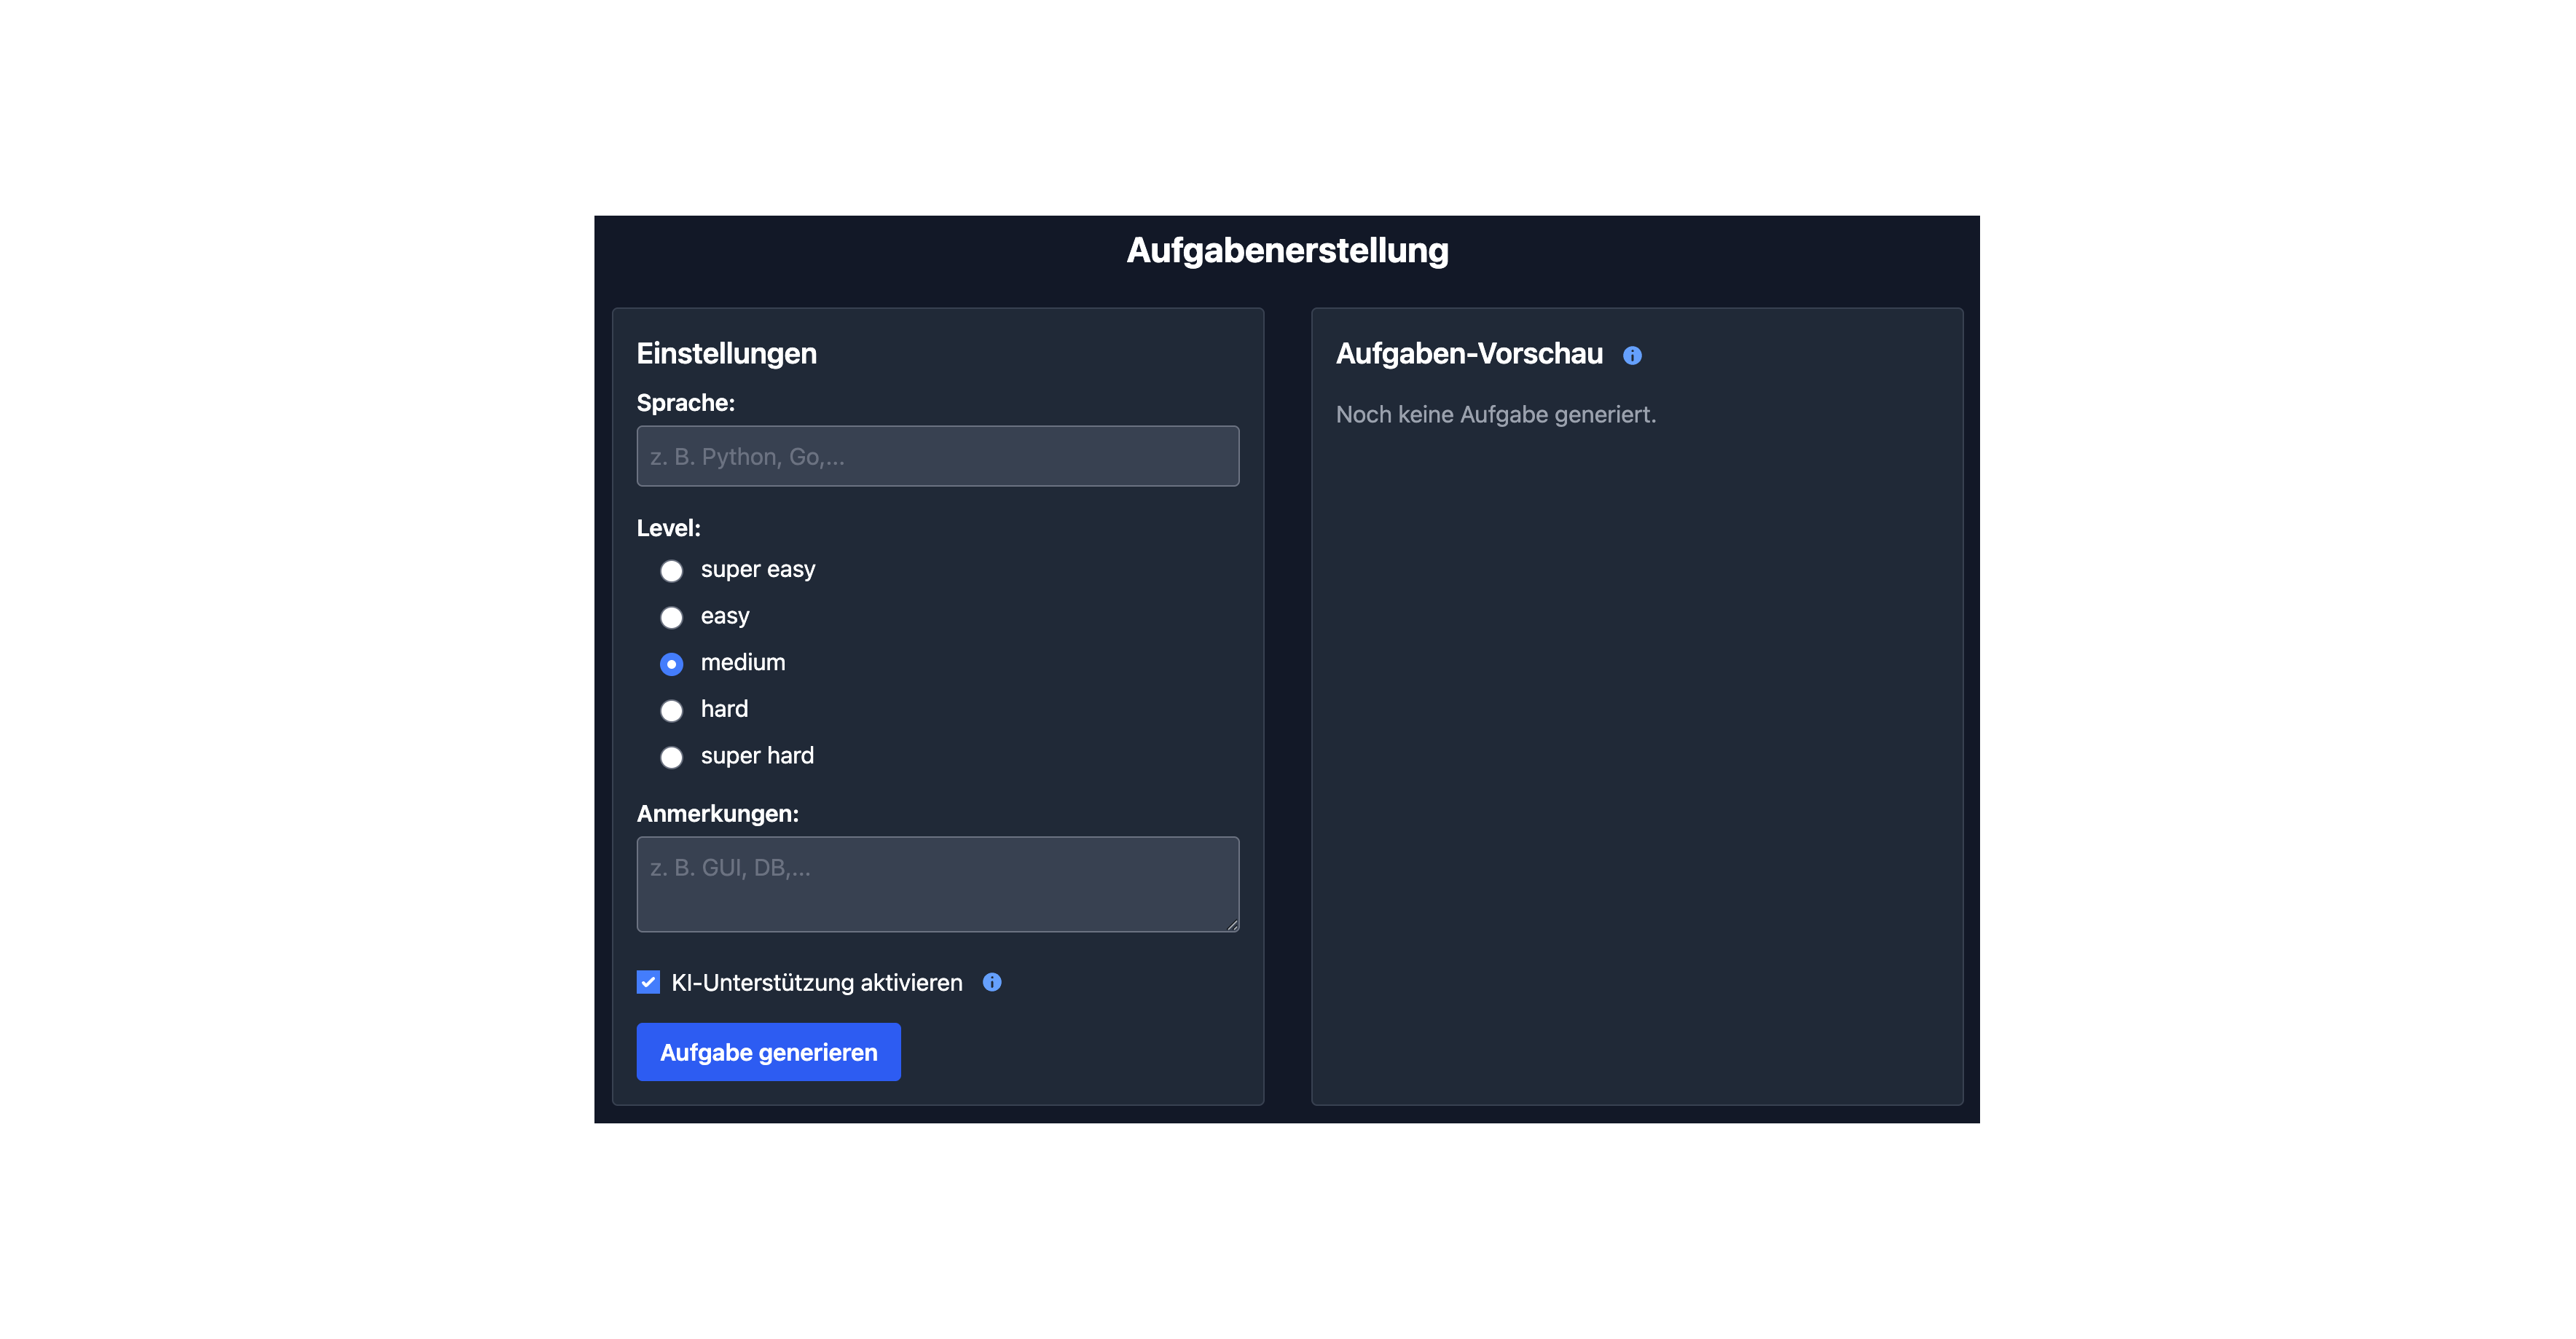 Aufgabenerstellung
Einstellungen
Sprache:
z. B. Python, Go,...
Level:
super easy
easy
medium
hard
super hard
Anmerkungen:
z. B. GUI, DB,...
KI-Unterstützung aktivieren
Aufgabe generieren
Aufgaben-Vorschau
Noch keine Aufgabe generiert.